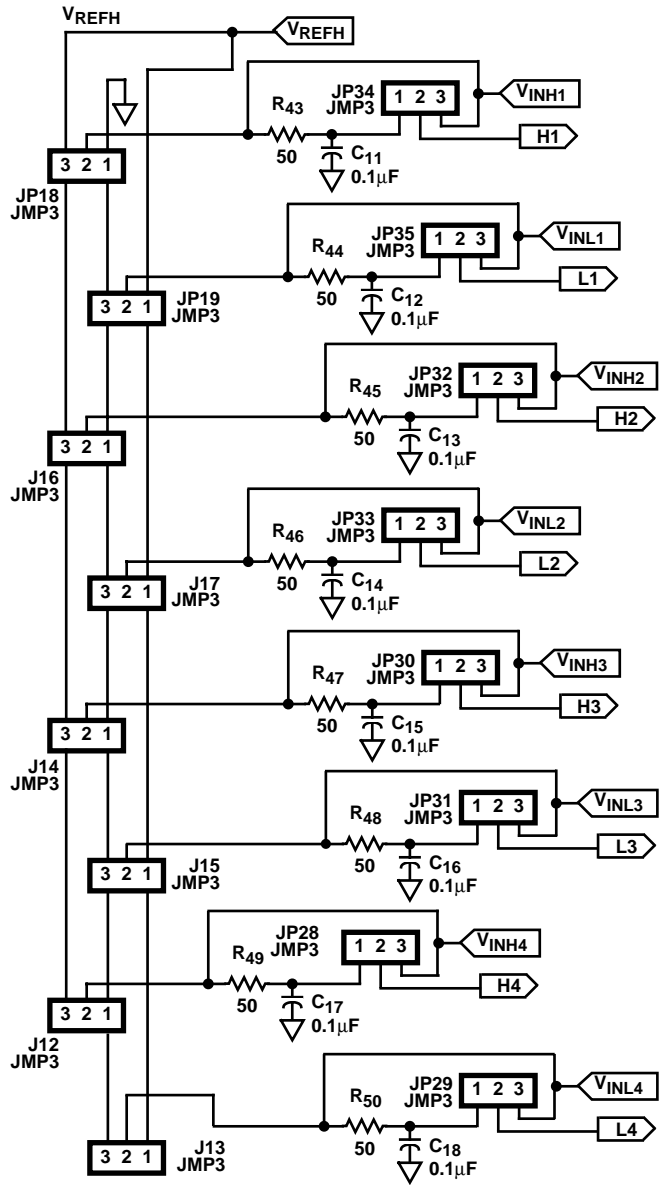 VREFH
VREFH
JP34
JMP3
1 2 3
VINH1
H1
R43
50
C11
0.1μF
3 2 1
JP18
JMP3
JP35
JMP3
1 2 3
VINL1
L1
R44
50
C12
0.1μF
3 2 1
JP19
JMP3
JP32
JMP3
1 2 3
VINH2
H2
R45
50
C13
0.1μF
3 2 1
J16
JMP3
JP33
JMP3
1 2 3
VINL2
L2
R46
50
C14
0.1μF
3 2 1
J17
JMP3
JP30
JMP3
1 2 3
VINH3
H3
R47
50
C15
0.1μF
3 2 1
J14
JMP3
JP31
JMP3
1 2 3
VINL3
L3
R48
50
C16
0.1μF
3 2 1
J15
JMP3
JP28
JMP3
1 2 3
VINH4
H4
R49
50
C17
0.1μF
3 2 1
J12
JMP3
JP29
JMP3
1 2 3
VINL4
L4
R50
50
C18
0.1μF
3 2 1
J13
JMP3